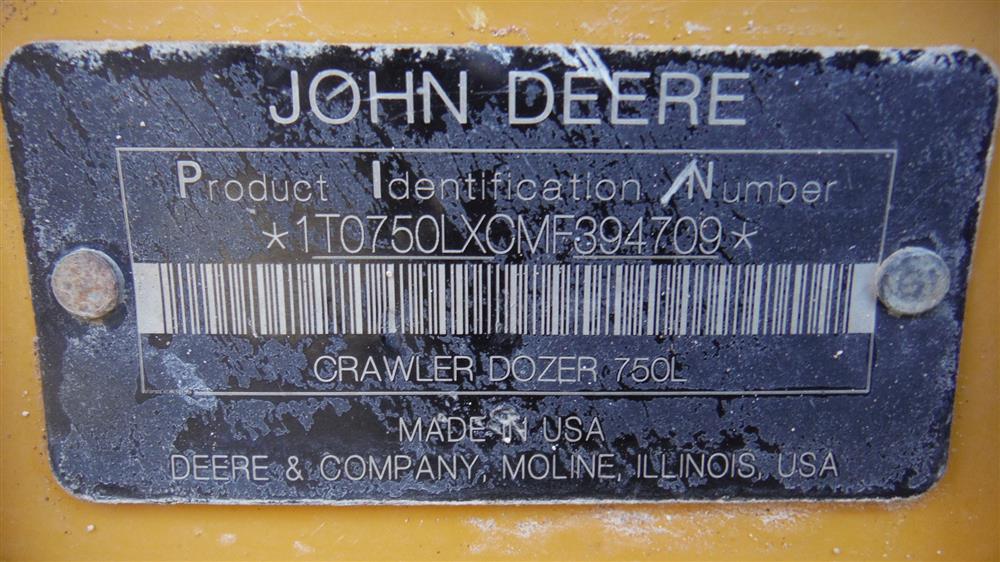 JOHN DEERE
Product Identification Number
*1T0750LXCMF394709*
CRAWLER DOZER 750L
MADE IN USA
DEERE & COMPANY, MOLINE, ILLINOIS, USA